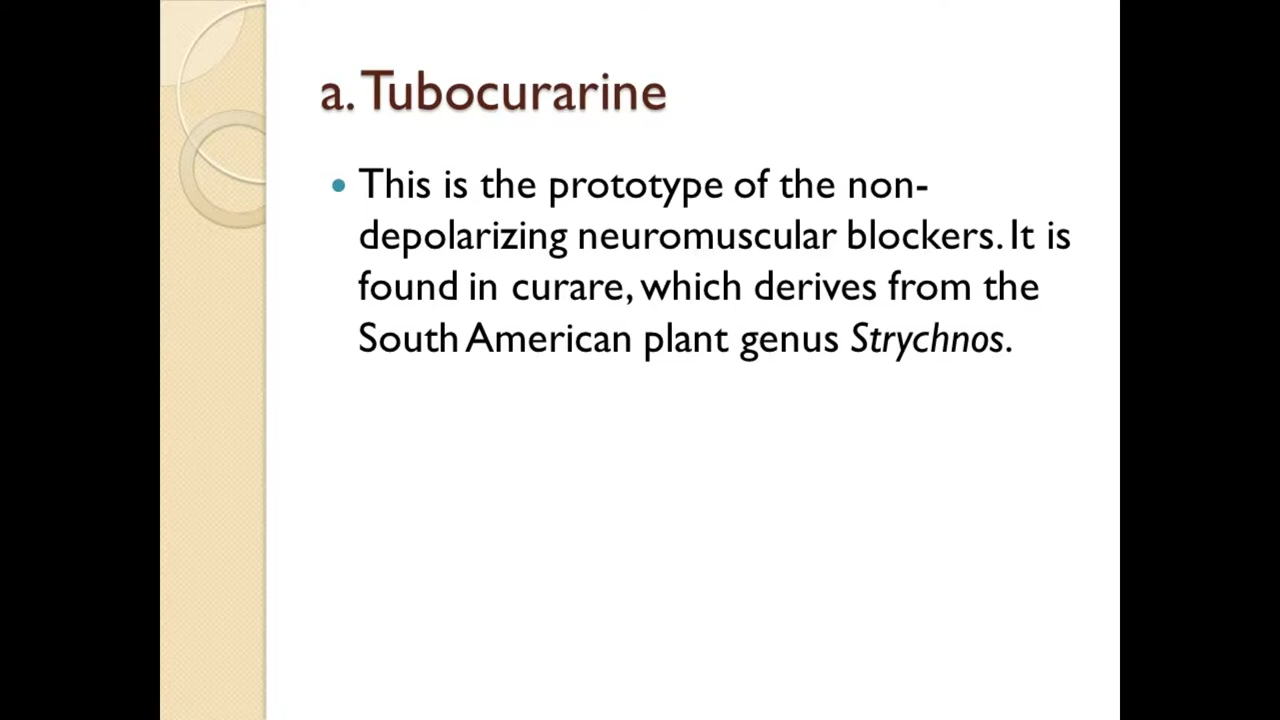 a. Tubocurarine
• This is the prototype of the non-
depolarizing neuromuscular blockers. It is
found in curare, which derives from the
South American plant genus Strychnos.